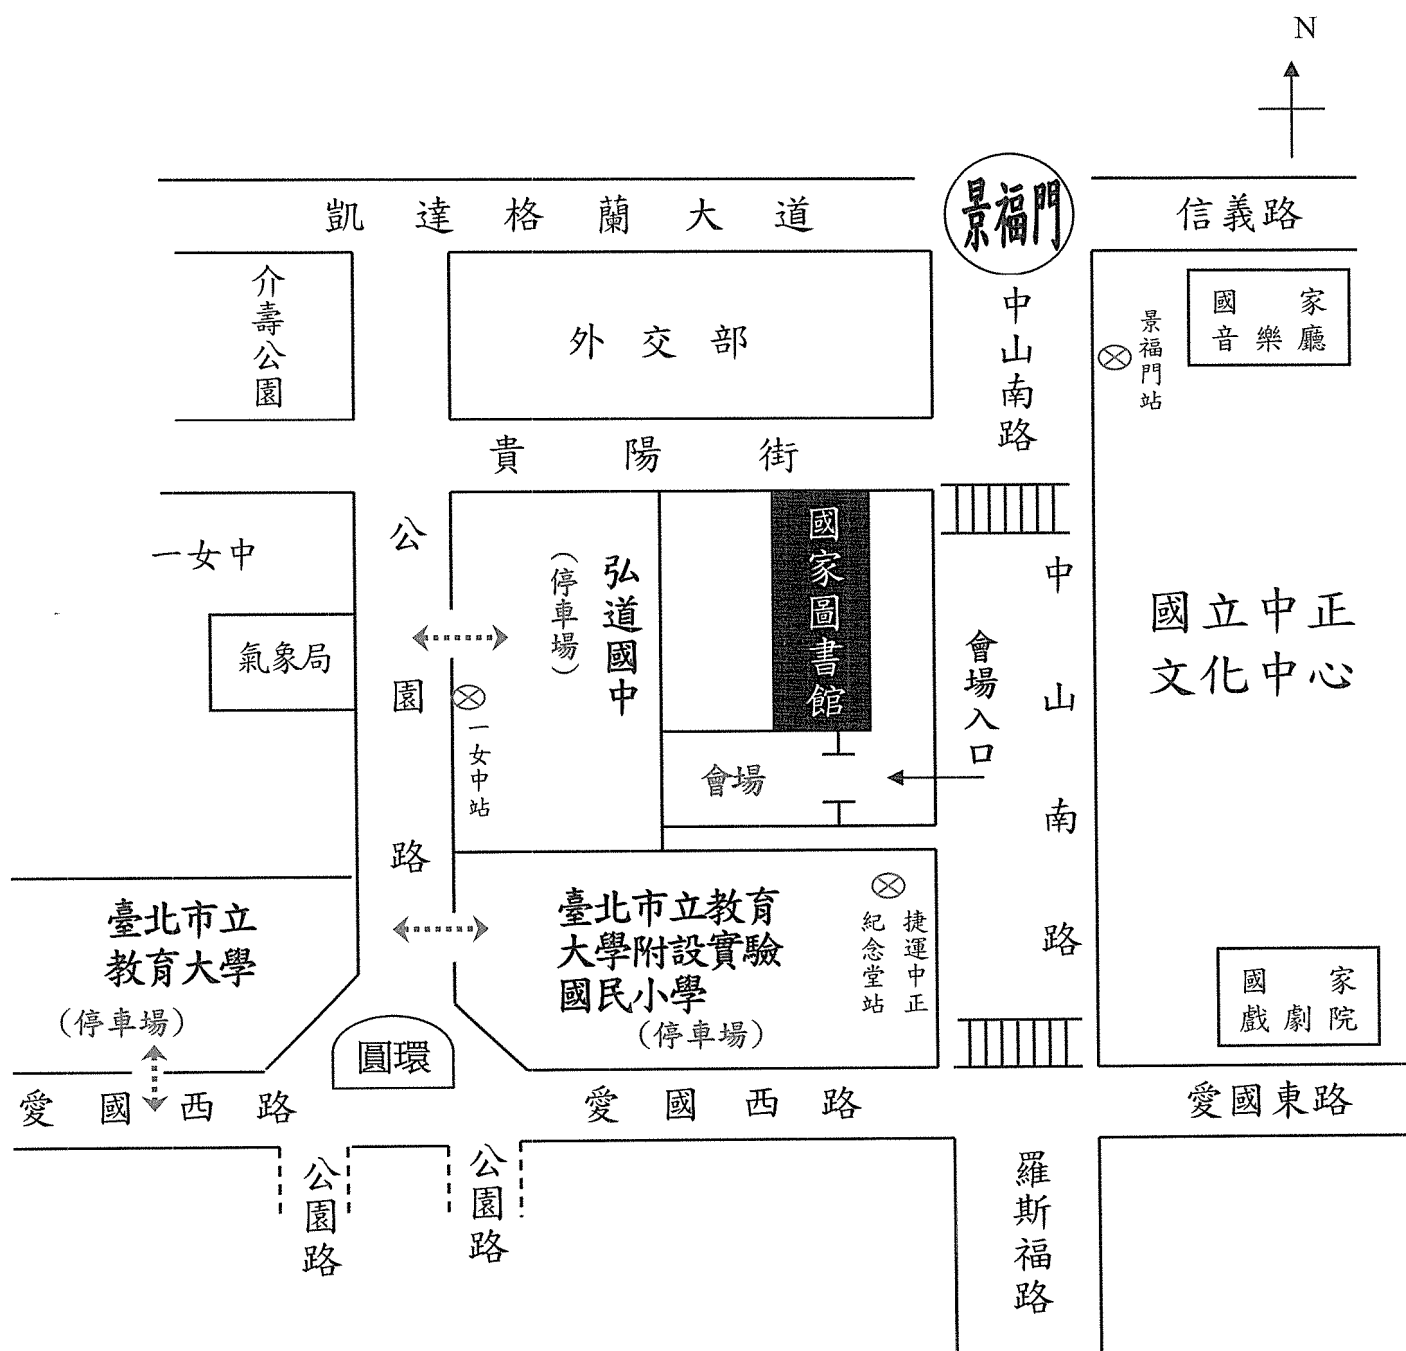 N
凱達格蘭大道
景福門
信義路
介壽公園
外交部
中山南路
景福門站
國家
音樂廳
貴陽街
一女中
公園路
(停車場)
弘道國中
國家圖書館
中山南路
會場入口
國立中正
文化中心
氣象局
一女中站
會場
臺北市立
教育大學
(停車場)
臺北市立教育
大學附設實驗
國民小學
(停車場)
捷運中正
紀念堂站
國家
戲劇院
圓環
愛國西路
愛國西路
愛國東路
公園路
公園路
羅斯福路